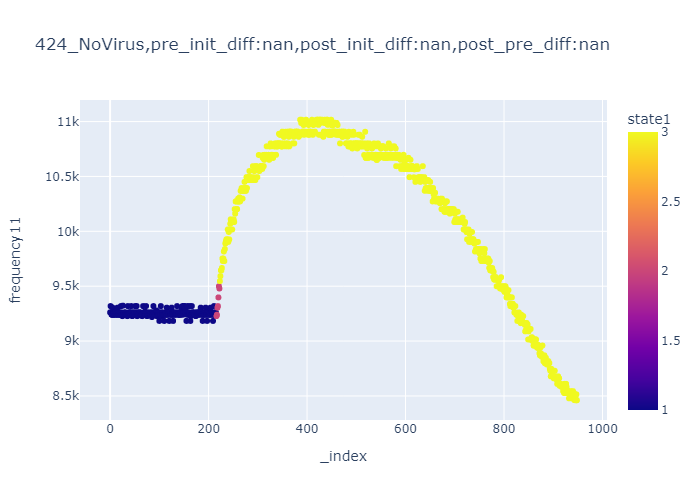 424_NoVirus,pre_init_diff:nan,post_init_diff:nan,post_pre_diff:nan
state1
11k
10.5k
10k
9.5k
9k
8.5k
frequency11
0
200
400
600
800
1000
_index
3
2.5
2
1.5
1